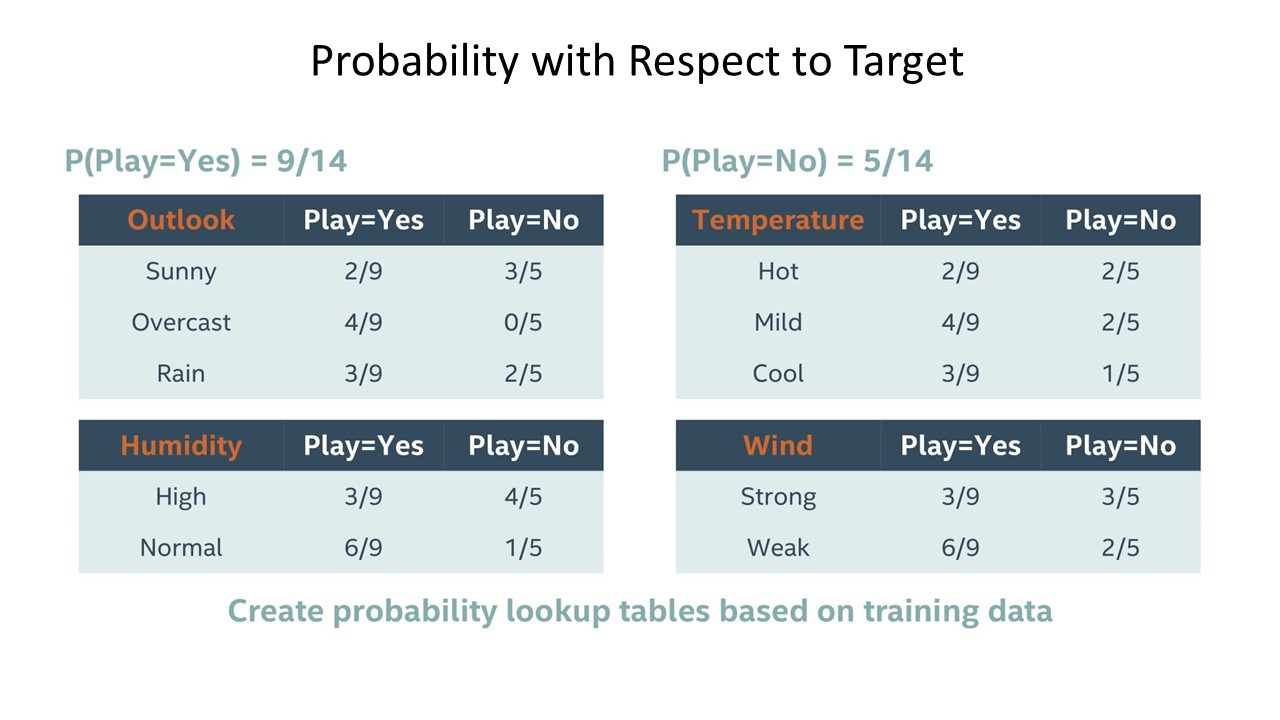 Probability with Respect to Target
P(Play=Yes) = 9/14
Outlook Play=Yes Play=No
Sunny 2/9 3/5
Overcast 4/9 0/5
Rain 3/9 2/5
Humidity Play=Yes Play=No
High 3/9 4/5
Normal 6/9 1/5
P(Play=No) = 5/14
Temperature Play=Yes Play=No
Hot 2/9 2/5
Mild 4/9 2/5
Cool 3/9 1/5
Wind Play=Yes Play=No
Strong 3/9 3/5
Weak 6/9 2/5
Create probability lookup tables based on training data